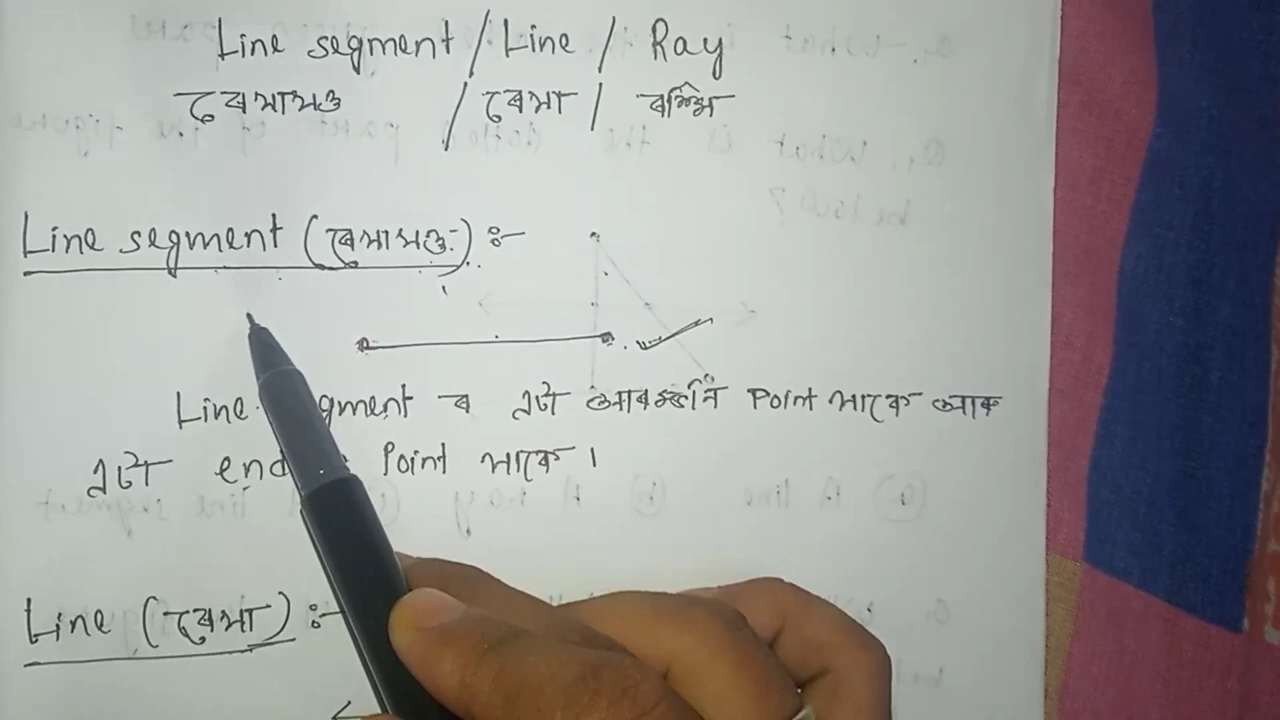 Line segment / Line / Ray
ৰেখাখণ্ড / ৰেখা / ৰশ্মি
Line segment (ৰেখাখণ্ড) :-
Line segment ৰ এটা আৰম্ভনি Point থাকে আৰু
এটা end Point থাকে।
Line (ৰেখা) :-